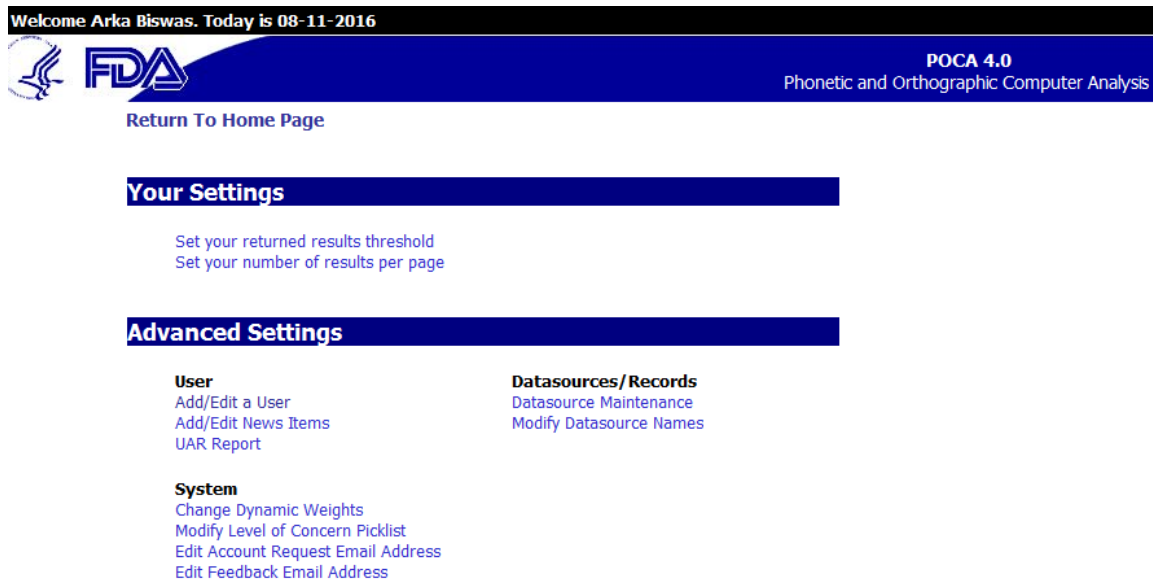 Welcome Arka Biswas. Today is 08-11-2016
FDA
POCA 4.0
Phonetic and Orthographic Computer Analysis
Return To Home Page
Your Settings
Set your returned results threshold
Set your number of results per page
Advanced Settings
User
Add/Edit a User
Add/Edit News Items
UAR Report
Datasources/Records
Datasource Maintenance
Modify Datasource Names
System
Change Dynamic Weights
Modify Level of Concern Picklist
Edit Account Request Email Address
Edit Feedback Email Address